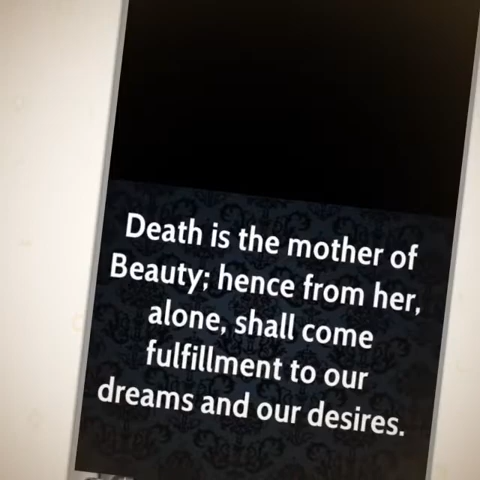 Death is the mother of
Beauty; hence from her,
alone, shall come
fulfillment to our
dreams and our desires.